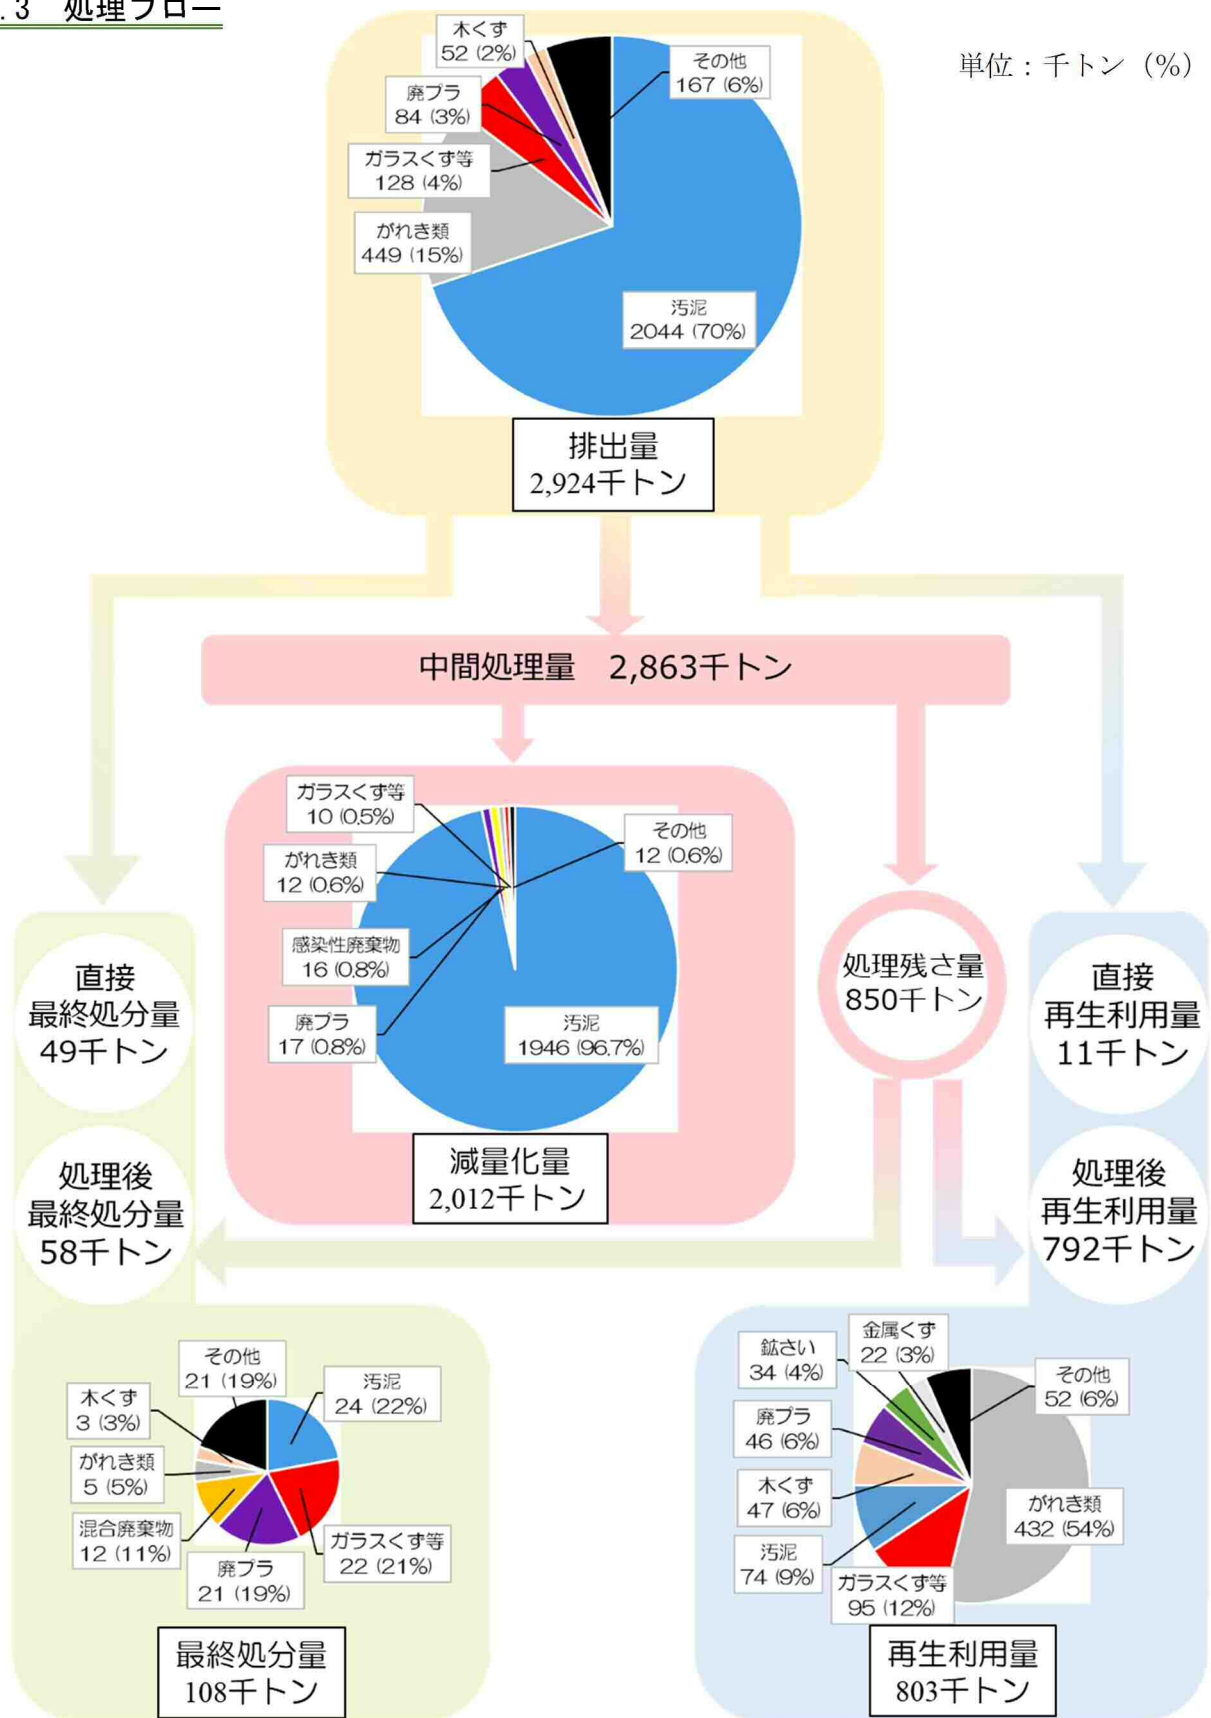 .3　処理フロー
単位：千トン（％）
木くず
52 (2%)
その他
167 (6%)
廃プラ
84 (3%)
ガラスくず等
128 (4%)
がれき類
449 (15%)
汚泥
2044 (70%)
排出量
2,924千トン
中間処理量　2,863千トン
ガラスくず等
10 (0.5%)
その他
12 (0.6%)
がれき類
12 (0.6%)
感染性廃棄物
16 (0.8%)
廃プラ
17 (0.8%)
汚泥
1946 (96.7%)
減量化量
2,012千トン
処理残さ量
850千トン
直接
最終処分量
49千トン
処理後
最終処分量
58千トン
直接
再生利用量
11千トン
処理後
再生利用量
792千トン
その他
21 (19%)
汚泥
24 (22%)
木くず
3 (3%)
がれき類
5 (5%)
混合廃棄物
12 (11%)
廃プラ
21 (19%)
ガラスくず等
22 (21%)
最終処分量
108千トン
金属くず
22 (3%)
鉱さい
34 (4%)
その他
52 (6%)
廃プラ
46 (6%)
木くず
47 (6%)
がれき類
432 (54%)
汚泥
74 (9%)
ガラスくず等
95 (12%)
再生利用量
803千トン